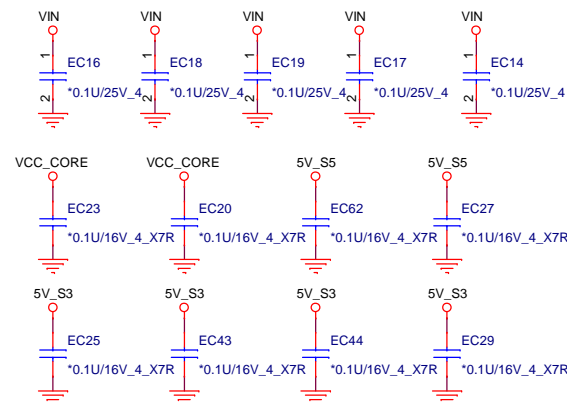 VIN VIN VIN VIN VIN
1 1 1 1 1
EC16 EC18 EC19 EC17 EC14
2 2 2 2 2
*0.1U/25V_4 *0.1U/25V_4 *0.1U/25V_4 *0.1U/25V_4 *0.1U/25V_4
VCC_CORE VCC_CORE 5V_S5 5V_S5
EC23 EC20 EC62 EC27
*0.1U/16V_4_X7R *0.1U/16V_4_X7R *0.1U/16V_4_X7R *0.1U/16V_4_X7R
5V_S3 5V_S3 5V_S3 5V_S3
EC25 EC43 EC44 EC29
*0.1U/16V_4_X7R *0.1U/16V_4_X7R *0.1U/16V_4_X7R *0.1U/16V_4_X7R